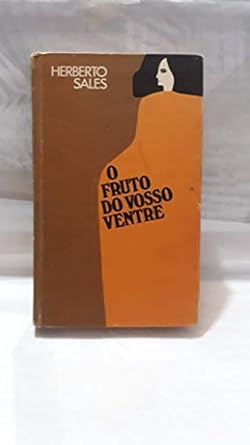 HERBERTO
SALES
O
FRUTO
DO VOSSO
VENTRE